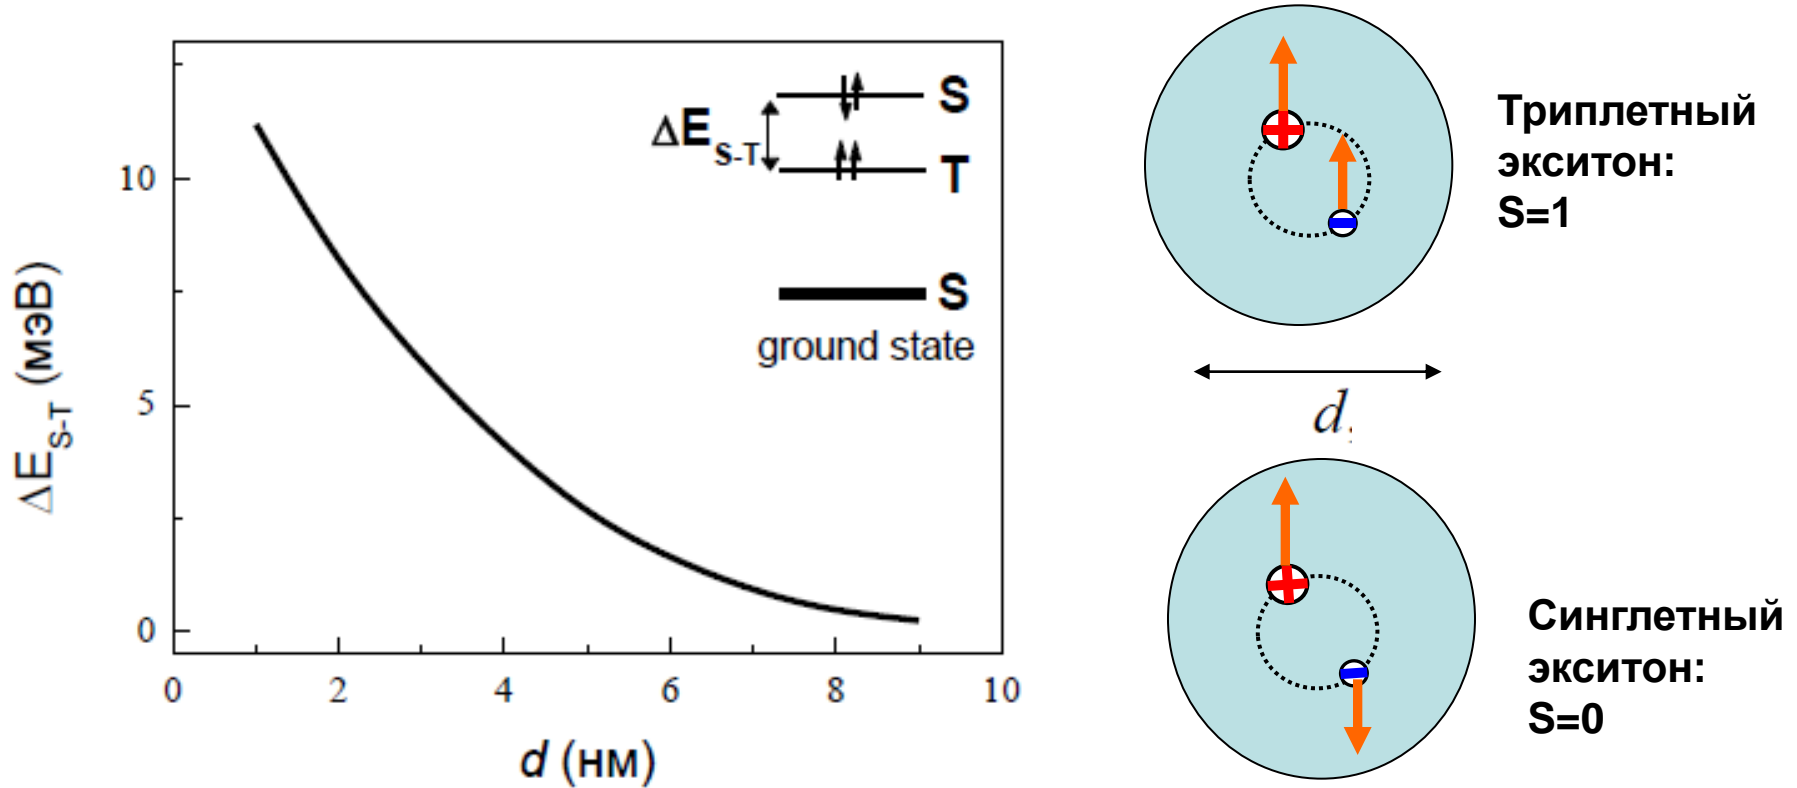 10
5
0
ΔE S-T (мэВ)
0 2 4 6 8 10
d (нм)
S
ΔE S-T
T
S
ground state
Триплетный
экситон:
S=1
d
Синглетный
экситон:
S=0